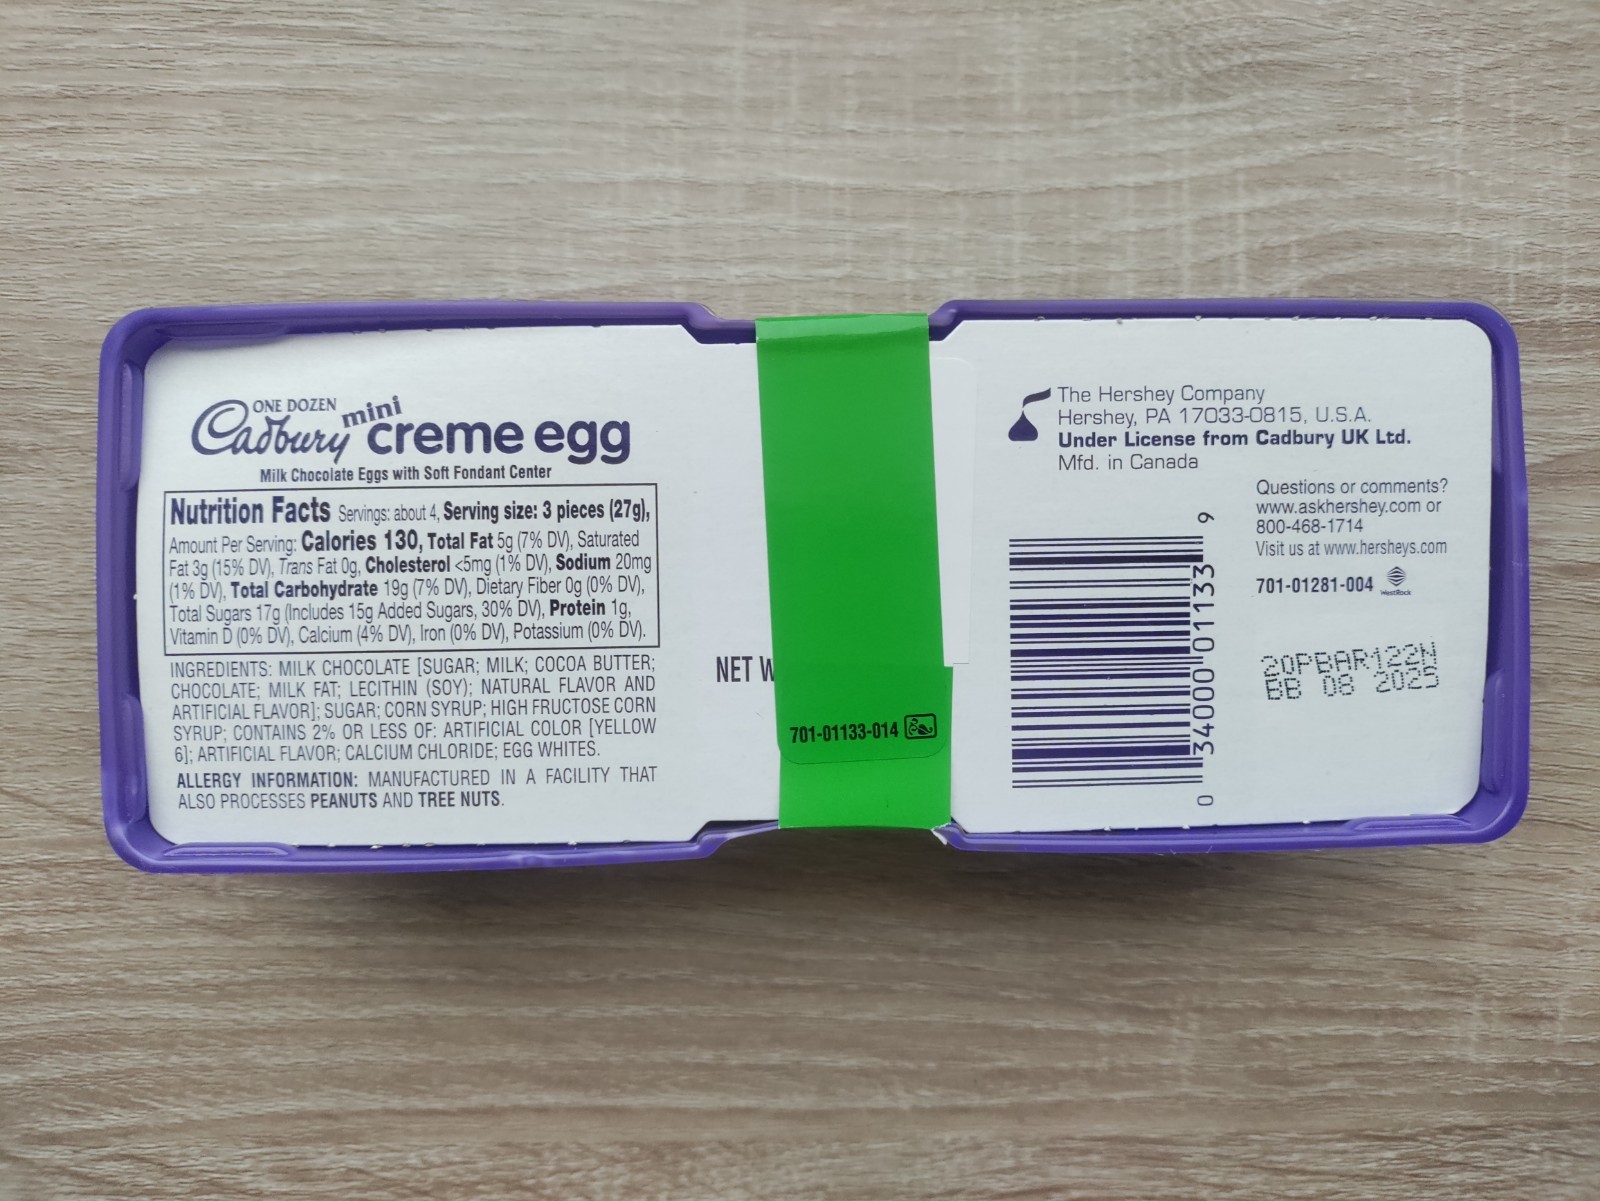 ONE DOZEN
Cadbury mini creme egg
Milk Chocolate Eggs with Soft Fondant Center
Nutrition Facts Servings: about 4, Serving size: 3 pieces (27g),
Amount Per Serving: Calories 130, Total Fat 5g (7% DV), Saturated
Fat 3g (15% DV), Trans Fat 0g, Cholesterol <5mg (1% DV), Sodium 20mg
(1% DV), Total Carbohydrate 19g (7% DV), Dietary Fiber 0g (0% DV),
Total Sugars 17g (Includes 15g Added Sugars, 30% DV), Protein 1g,
Vitamin D (0% DV), Calcium (4% DV), Iron (0% DV), Potassium (0% DV).
INGREDIENTS: MILK CHOCOLATE [SUGAR; MILK; COCOA BUTTER;
CHOCOLATE; MILK FAT; LECITHIN (SOY); NATURAL FLAVOR AND
ARTIFICIAL FLAVOR]; SUGAR; CORN SYRUP; HIGH FRUCTOSE CORN
SYRUP; CONTAINS 2% OR LESS OF: ARTIFICIAL COLOR [YELLOW
6]; ARTIFICIAL FLAVOR; CALCIUM CHLORIDE; EGG WHITES.
ALLERGY INFORMATION: MANUFACTURED IN A FACILITY THAT
ALSO PROCESSES PEANUTS AND TREE NUTS.
NET W
701-01133-014
The Hershey Company
Hershey, PA 17033-0815, U.S.A.
Under License from Cadbury UK Ltd.
Mfd. in Canada
Questions or comments?
www.askhershey.com or
800-468-1714
Visit us at www.hersheys.com
701-01281-004 WestRock
0 34000 01133 9
20PBAR122N
BB 08 2025